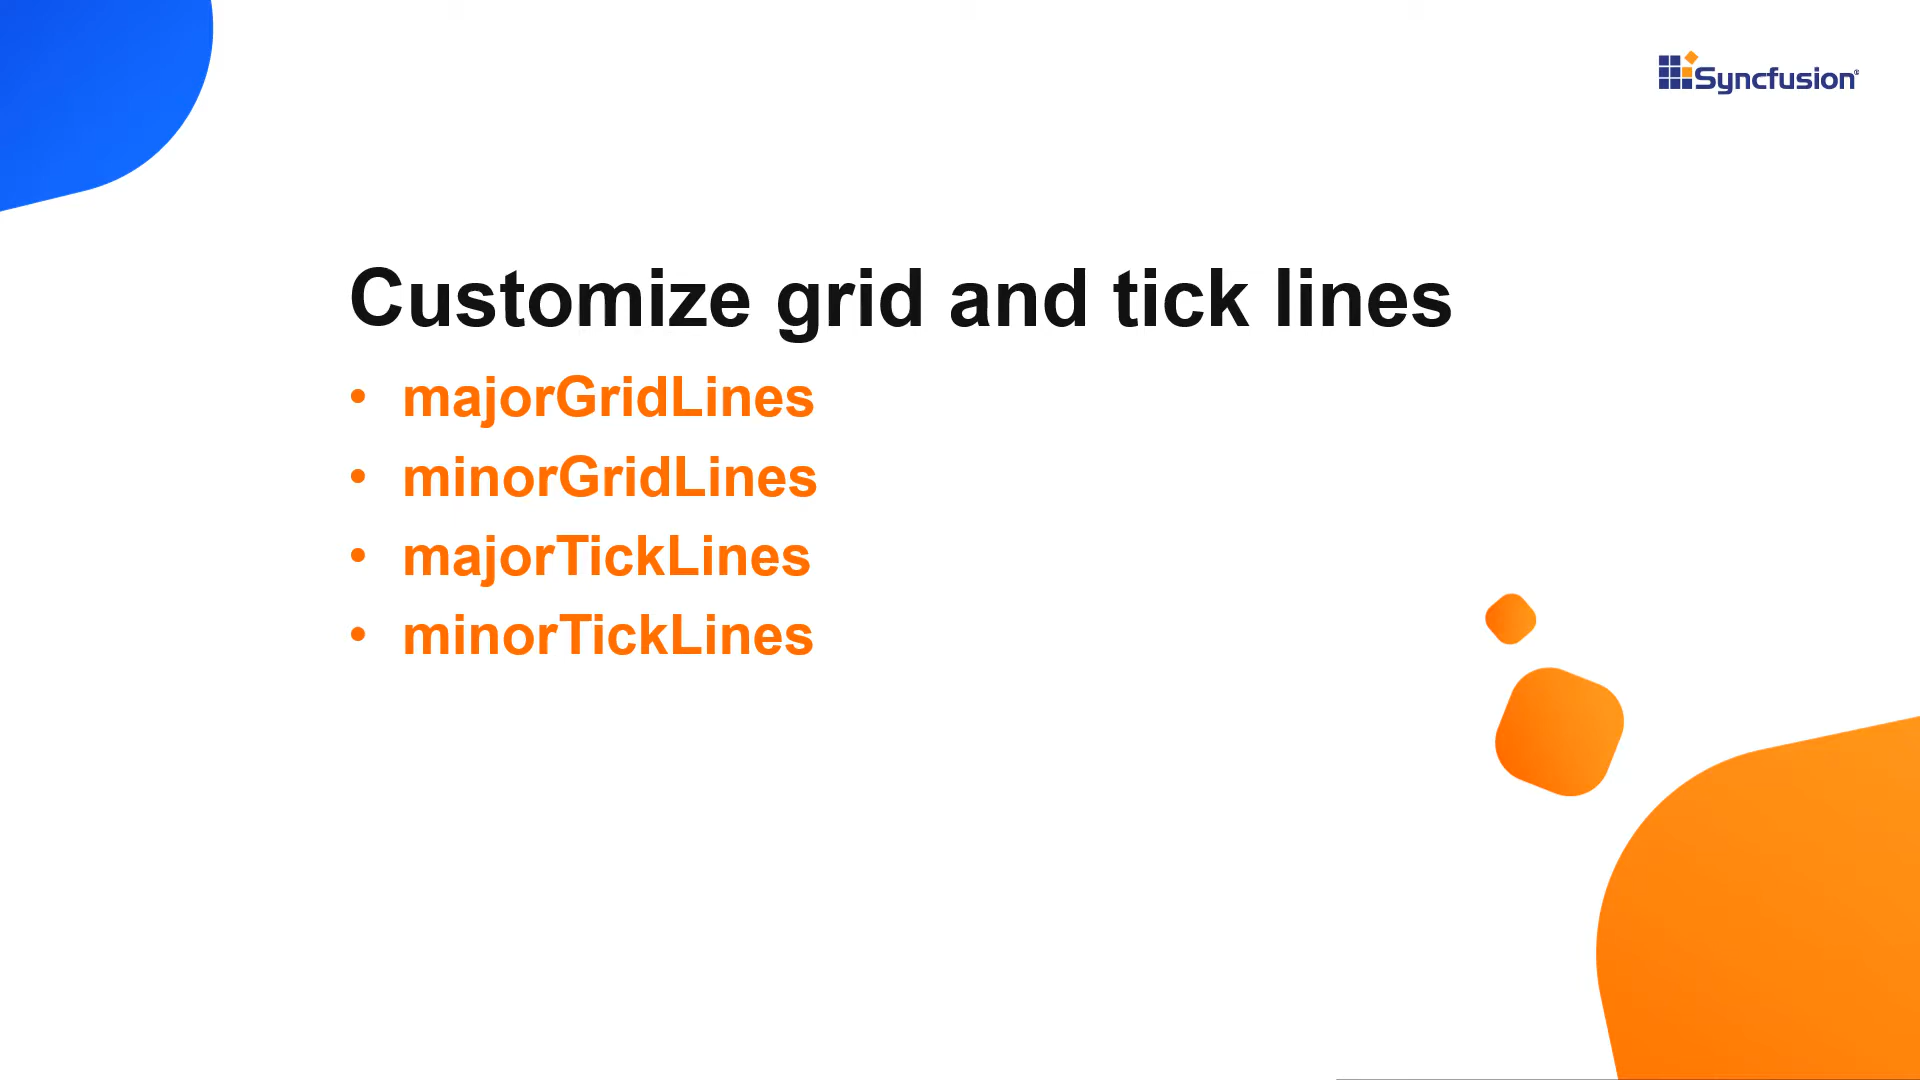 Syncfusion®
Customize grid and tick lines
• majorGridLines
• minorGridLines
• majorTickLines
• minorTickLines